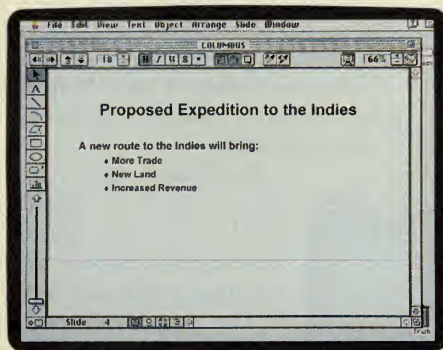 File Edit View Text Object Arrange Slide Window
COLUMBUS
18 B I U S 66%
A
Proposed Expedition to the Indies
A new route to the Indies will bring:
♦ More Trade
♦ New Land
♦ Increased Revenue
Slide 4